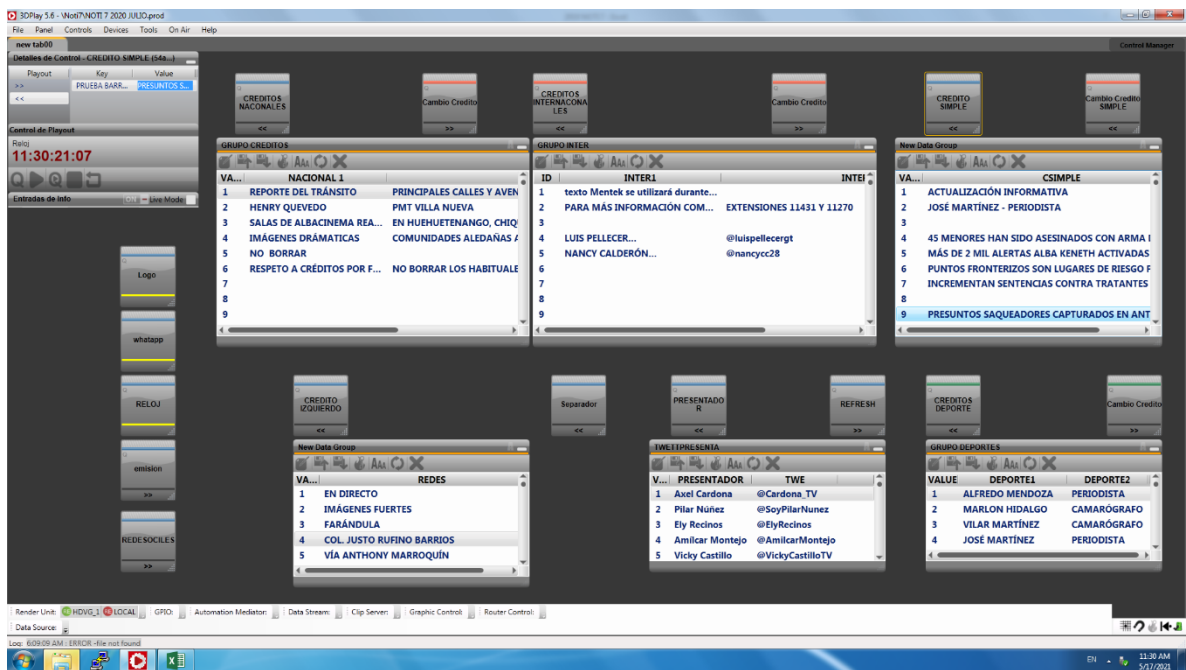 3DPlay 5.6 - \Noti7\NOTI 7 2020 JULIO.prod
File Panel Controls Devices Tools On Air Help
new tab00
Control Manager
Detalles de Control - CREDITO SIMPLE (54a...)
Playout Key Value
>> PRUEBA BARR... PRESUNTOS S...
<<
Control de Playout
Reloj
11:30:21:07
Entradas de Info ON Live Mode
CREDITOS NACONALES
<<
Cambio Credito
>>
CREDITOS INTERNACONALES
<<
Cambio Credito
>>
CREDITO SIMPLE
<<
Cambio Credito SIMPLE
>>
GRUPO CREDITOS
VA... NACIONAL 1
1 REPORTE DEL TRÁNSITO PRINCIPALES CALLES Y AVEN
2 HENRY QUEVEDO PMT VILLA NUEVA
3 SALAS DE ALBACINEMA REA... EN HUEHUETENANGO, CHIQ
4 IMÁGENES DRÁMATICAS COMUNIDADES ALEDAÑAS A
5 NO BORRAR
6 RESPETO A CRÉDITOS POR F... NO BORRAR LOS HABITUALE
7
8
9
GRUPO INTER
ID INTER1 INTE
1 texto Mentek se utilizará durante...
2 PARA MÁS INFORMACIÓN COM... EXTENSIONES 11431 Y 11270
3
4 LUIS PELLECER... @luispellecergt
5 NANCY CALDERÓN... @nancycc28
6
7
8
9
New Data Group
VA... CSIMPLE
1 ACTUALIZACIÓN INFORMATIVA
2 JOSÉ MARTÍNEZ - PERIODISTA
3
4 45 MENORES HAN SIDO ASESINADOS CON ARMA
5 MÁS DE 2 MIL ALERTAS ALBA KENETH ACTIVADAS
6 PUNTOS FRONTERIZOS SON LUGARES DE RIESGO
7 INCREMENTAN SENTENCIAS CONTRA TRATANTES
8
9 PRESUNTOS SAQUEADORES CAPTURADOS EN ANT
Logo
whatapp
RELOJ
emision
>>
REDESOCILES
>>
CREDITO IZQUIERDO
<<
Separador
<<
PRESENTADOR
<<
REFRESH
>>
CREDITOS DEPORTE
<<
Cambio Credito
>>
New Data Group
VA... REDES
1 EN DIRECTO
2 IMÁGENES FUERTES
3 FARÁNDULA
4 COL. JUSTO RUFINO BARRIOS
5 VÍA ANTHONY MARROQUÍN
TWETTPRESENTA
V... PRESENTADOR TWE
1 Axel Cardona @Cardona_TV
2 Pilar Núñez @SoyPilarNunez
3 Ely Recinos @ElyRecinos
4 Amílcar Montejo @AmilcarMontejo
5 Vicky Castillo @VickyCastilloTV
GRUPO DEPORTES
VALUE DEPORTE1 DEPORTE2
1 ALFREDO MENDOZA PERIODISTA
2 MARLON HIDALGO CAMARÓGRAFO
3 VILAR MARTÍNEZ CAMARÓGRAFO
4 JOSÉ MARTÍNEZ PERIODISTA
Render Unit: HDVG_1 LOCAL GPIO: Automation Mediator: Data Stream: Clip Server: Graphic Control: Router Control:
Data Source:
Log: 6:09:09 AM : ERROR -file not found
EN 11:30 AM
5/17/2021